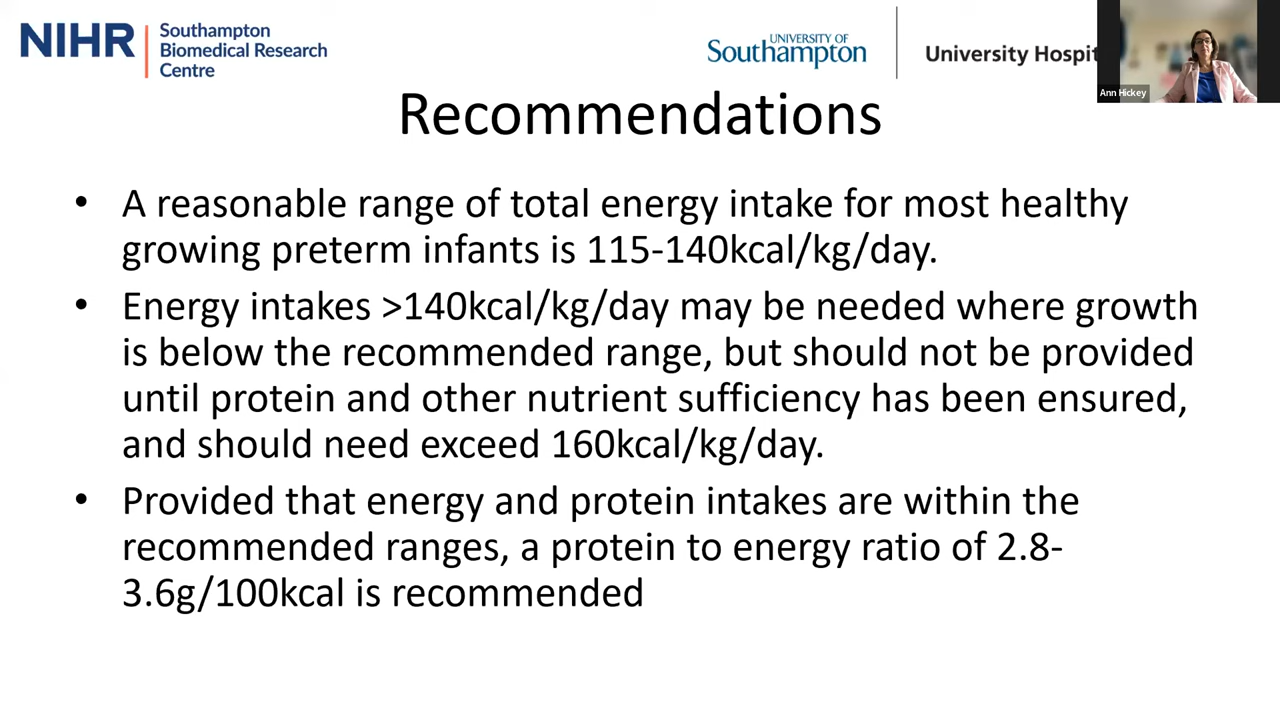 NIHR
Southampton
Biomedical Research
Centre
UNIVERSITY OF
Southampton
University Hospi
Ann Hickey
Recommendations
• A reasonable range of total energy intake for most healthy
growing preterm infants is 115-140kcal/kg/day.
• Energy intakes >140kcal/kg/day may be needed where growth
is below the recommended range, but should not be provided
until protein and other nutrient sufficiency has been ensured,
and should need exceed 160kcal/kg/day.
• Provided that energy and protein intakes are within the
recommended ranges, a protein to energy ratio of 2.8-
3.6g/100kcal is recommended